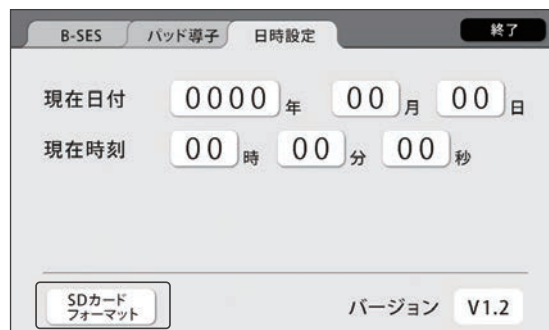 B-SES パッド導子 日時設定 終了
現在日付 0000 年 00 月 00 日
現在時刻 00 時 00 分 00 秒
SDカード
フォーマット
バージョン V1.2